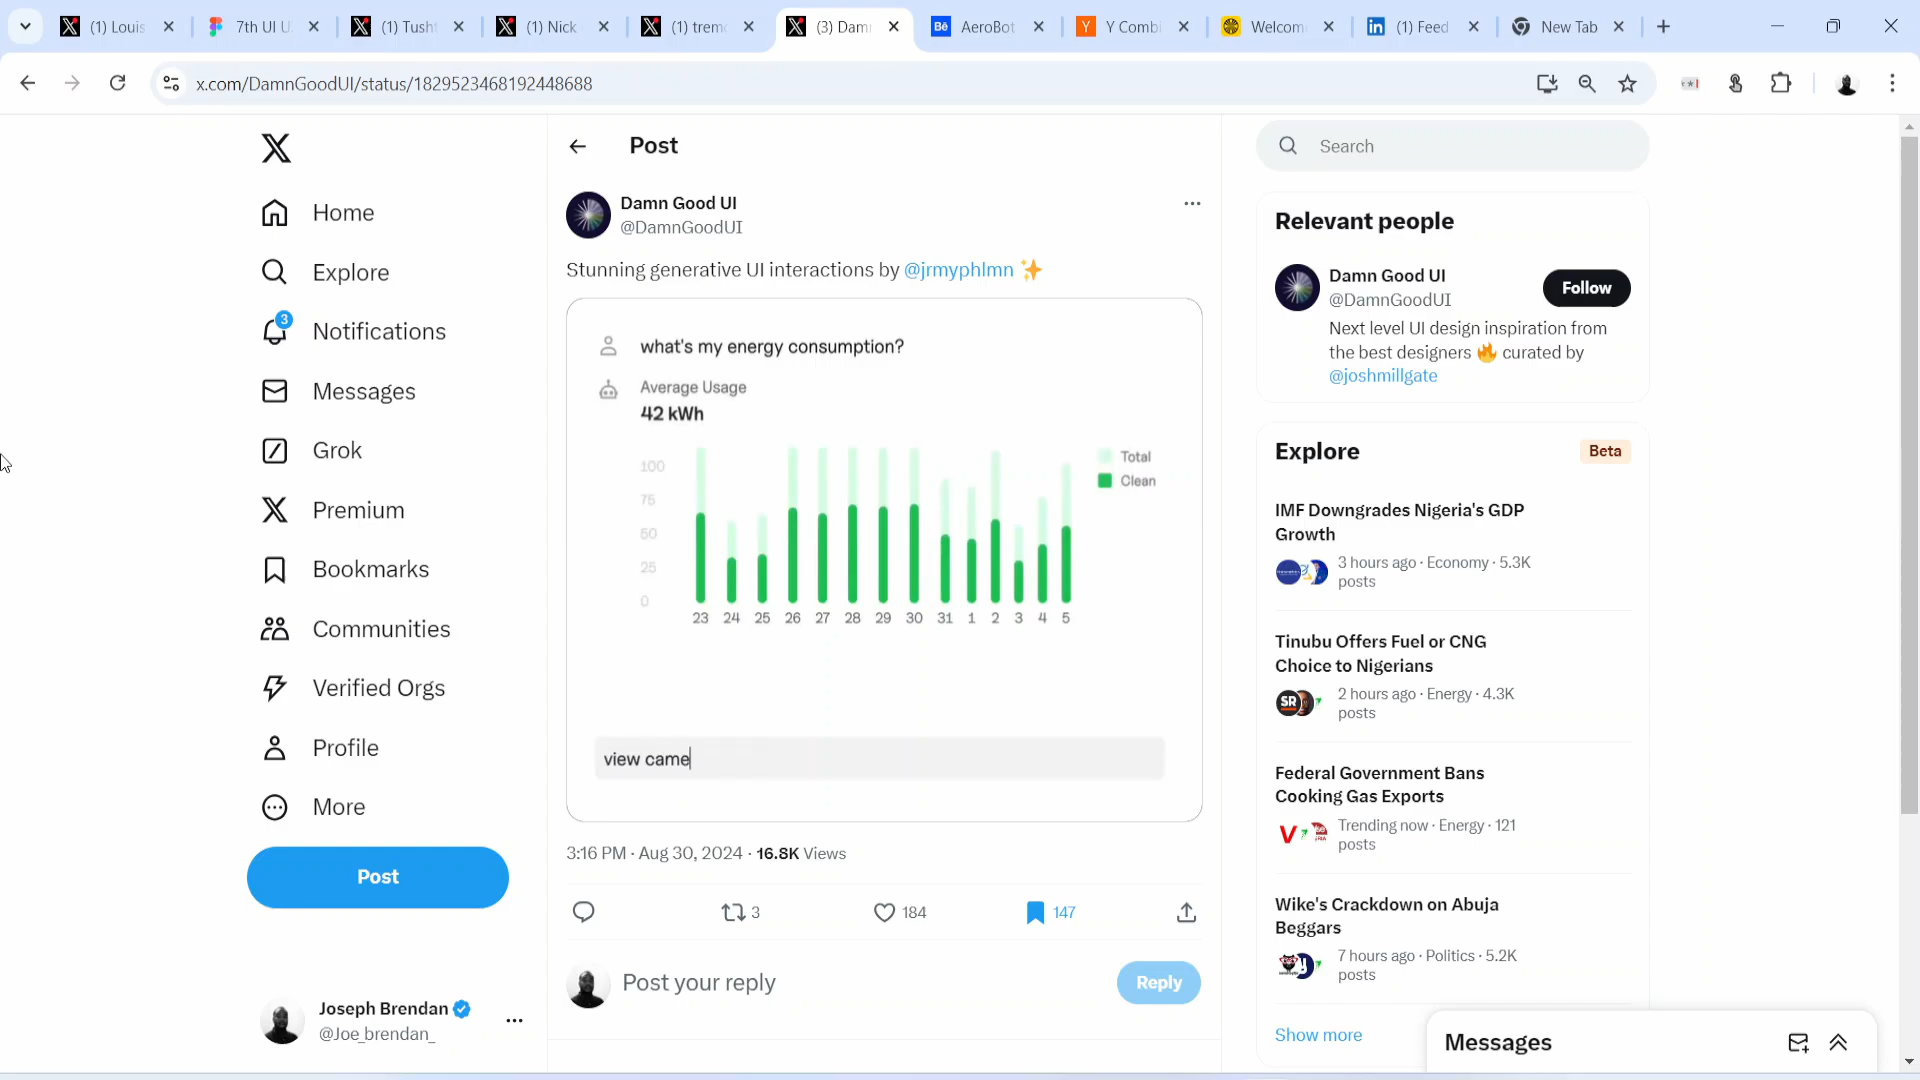 (1) Louis
7th UI U
(1) Tusht
(1) Nick
(1) trem
(3) Dam
AeroBot
Y Combi
Welcom
(1) Feed
New Tab
x.com/DamnGoodUI/status/1829523468192448688
Home
Explore
3
Notifications
Messages
Grok
Premium
Bookmarks
Communities
Verified Orgs
Profile
More
Post
Joseph Brendan
@Joe_brendan_
Post
Damn Good UI
@DamnGoodUI
Stunning generative UI interactions by @jrmyphlmn ✨
what's my energy consumption?
Average Usage
42 kWh
100
75
50
25
0
Total
Clean
23 24 25 26 27 28 29 30 31 1 2 3 4 5
view came
3:16 PM · Aug 30, 2024 · 16.8K Views
3
184
147
Post your reply
Reply
Search
Relevant people
Damn Good UI
@DamnGoodUI
Follow
Next level UI design inspiration from
the best designers 🔥 curated by
@joshmillgate
Explore
Beta
IMF Downgrades Nigeria's GDP
Growth
3 hours ago · Economy · 5.3K
posts
Tinubu Offers Fuel or CNG
Choice to Nigerians
SR
2 hours ago · Energy · 4.3K
posts
Federal Government Bans
Cooking Gas Exports
Trending now · Energy · 121
posts
Wike's Crackdown on Abuja
Beggars
7 hours ago · Politics · 5.2K
posts
Show more
Messages